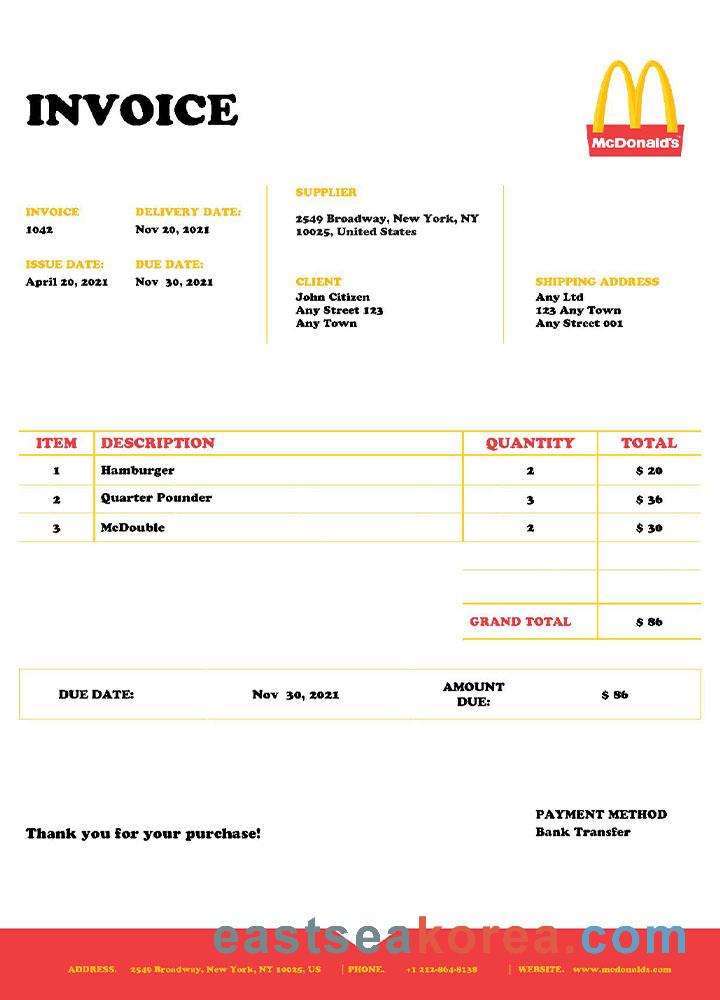 INVOICE
McDonald's
SUPPLIER
INVOICE DELIVERY DATE:
2549 Broadway, New York, NY
1042 Nov 20, 2021
10025, United States
ISSUE DATE: DUE DATE:
April 20, 2021 Nov 30, 2021
CLIENT
John Citizen
Any Street 123
Any Town
SHIPPING ADDRESS
Any Ltd
123 Any Town
Any Street 001
ITEM DESCRIPTION QUANTITY TOTAL
1 Hamburger 2 $ 20
2 Quarter Pounder 3 $ 36
3 McDouble 2 $ 30
GRAND TOTAL $ 86
DUE DATE: Nov 30, 2021 AMOUNT DUE: $ 86
PAYMENT METHOD
Thank you for your purchase! Bank Transfer
eastseakorea.com
ADDRESS. 2549 Broadway, New York, NY 10025, US PHONE. +1 212-864-8138 WEBSITE. www.mcdonalds.com